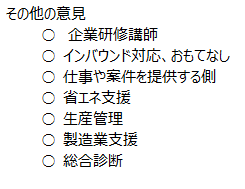 その他の意見
○ 企業研修講師
○ インバウンド対応、おもてなし
○ 仕事や案件を提供する側
○ 省エネ支援
○ 生産管理
○ 製造業支援
○ 総合診断